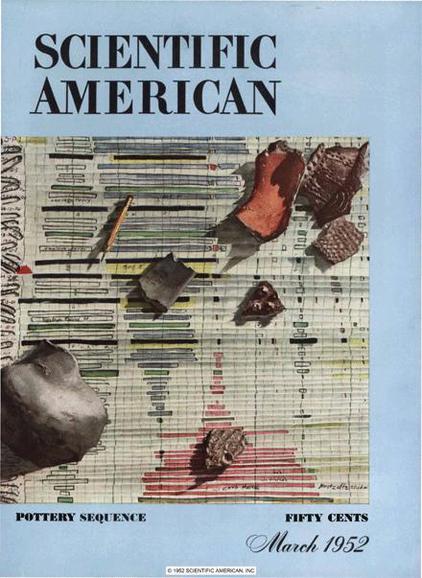 SCIENTIFIC
AMERICAN
POTTERY SEQUENCE
FIFTY CENTS
March 1952
© 1952 SCIENTIFIC AMERICAN, INC